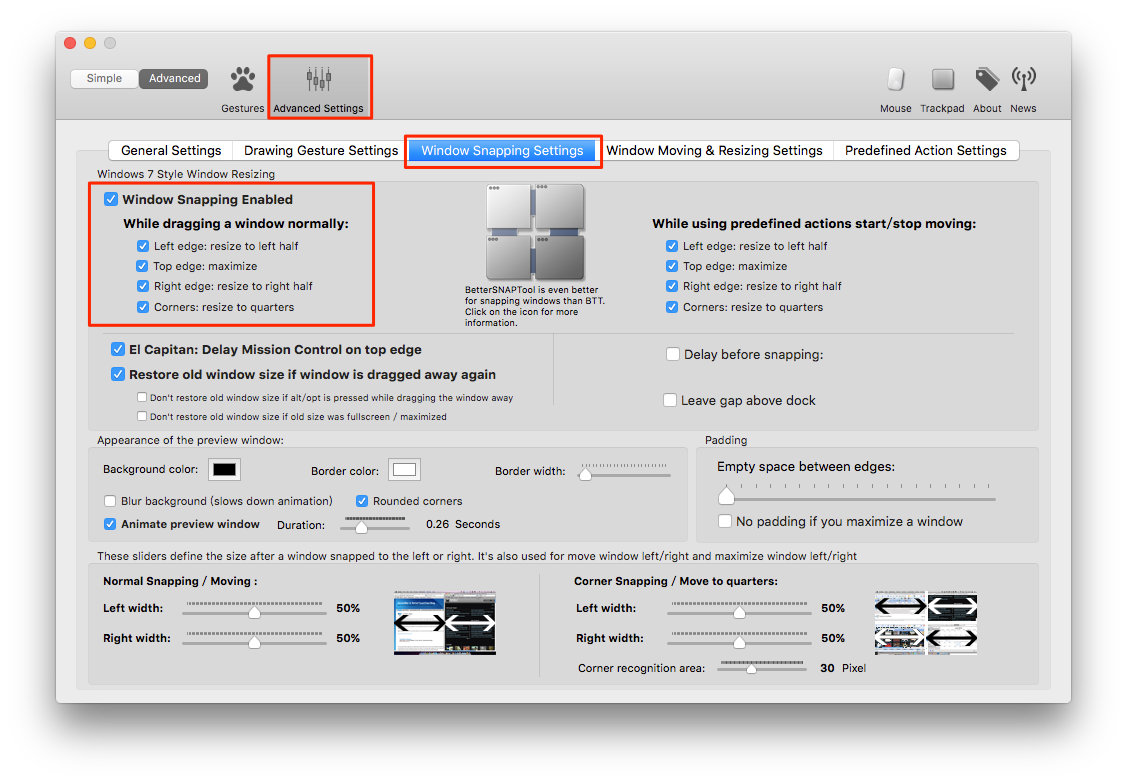 Simple
Advanced
Gestures
Advanced Settings
Mouse
Trackpad
About
News
General Settings
Drawing Gesture Settings
Window Snapping Settings
Window Moving & Resizing Settings
Predefined Action Settings
Windows 7 Style Window Resizing
Window Snapping Enabled
While dragging a window normally:
Left edge: resize to left half
Top edge: maximize
Right edge: resize to right half
Corners: resize to quarters
BetterSNAPTool is even better
for snapping windows than BTT.
Click on the icon for more
information.
While using predefined actions start/stop moving:
Left edge: resize to left half
Top edge: maximize
Right edge: resize to right half
Corners: resize to quarters
El Capitan: Delay Mission Control on top edge
Restore old window size if window is dragged away again
Don't restore old window size if alt/opt is pressed while dragging the window away
Don't restore old window size if old size was fullscreen / maximized
Delay before snapping:
Leave gap above dock
Appearance of the preview window:
Background color:
Border color:
Border width:
Blur background (slows down animation)
Rounded corners
Animate preview window
Duration:
0.26 Seconds
Padding
Empty space between edges:
No padding if you maximize a window
These sliders define the size after a window snapped to the left or right. It's also used for move window left/right and maximize window left/right
Normal Snapping / Moving :
Left width:
50%
Right width:
50%
Corner Snapping / Move to quarters:
Left width:
50%
Right width:
50%
Corner recognition area:
30 Pixel